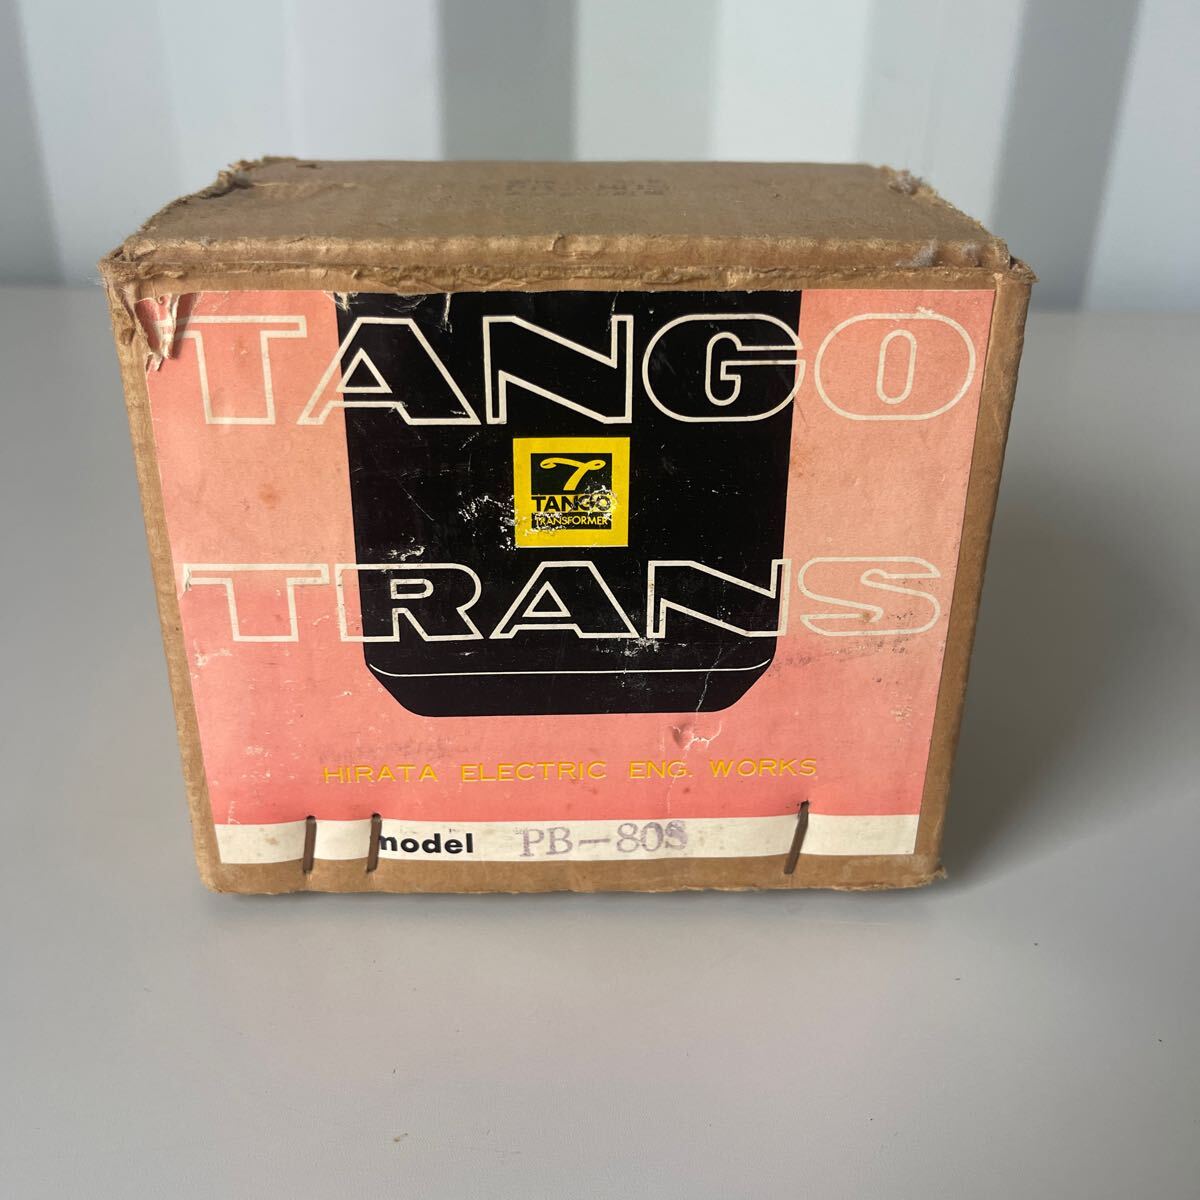 TANGO
TANGO
TRANSFORMER
TRANS
HIRATA ELECTRIC ENG. WORKS
model PB-80S